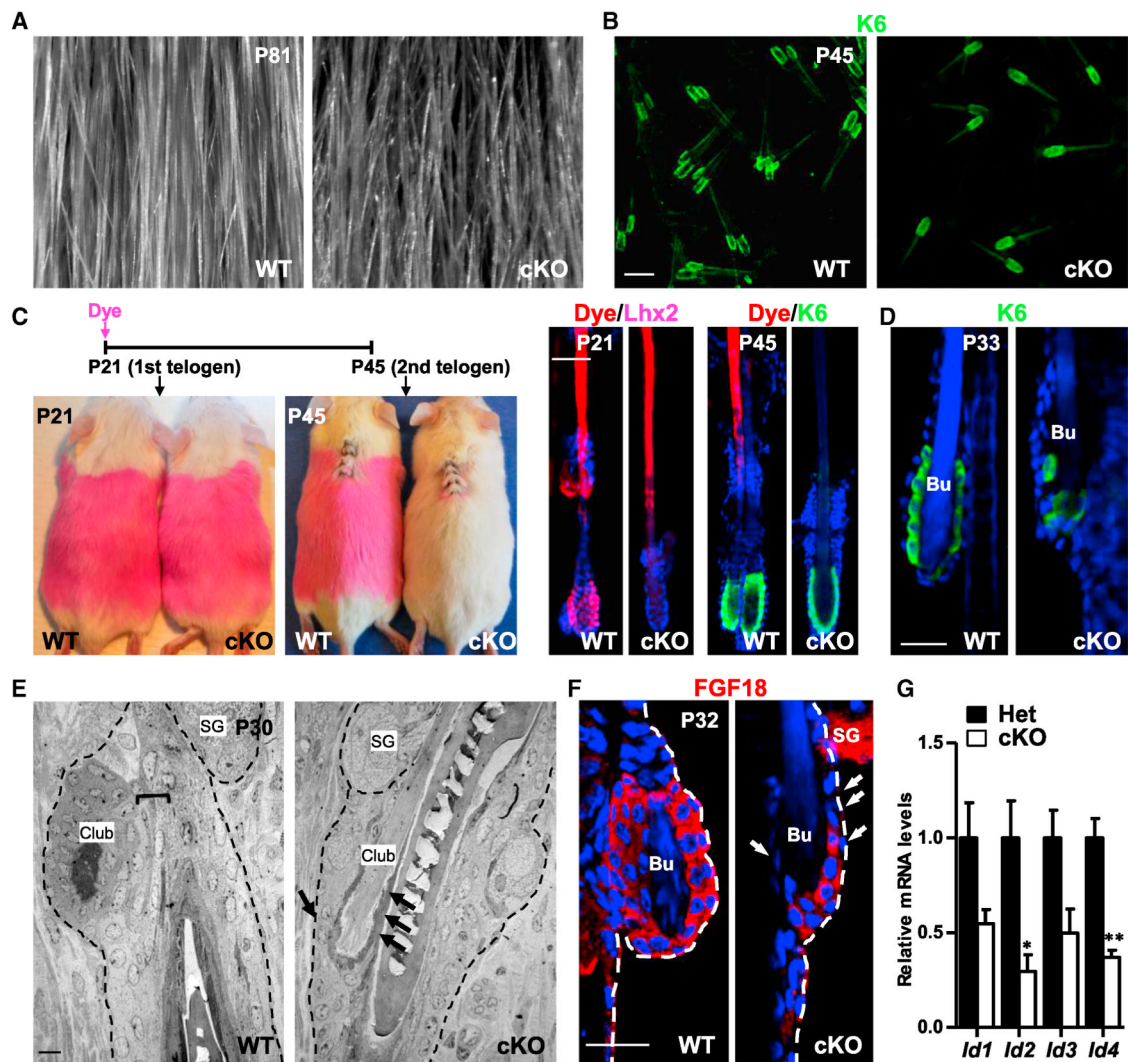 A
P81
WT
cKO
B
K6
P45
WT
cKO
C
Dye
P21 (1st telogen)
P45 (2nd telogen)
P21
WT
cKO
P45
WT
cKO
Dye/Lhx2
P21
WT
cKO
Dye/K6
P45
WT
cKO
D
K6
P33
Bu
WT
Bu
cKO
E
P30
SG
Club
WT
SG
Club
cKO
F
FGF18
P32
Bu
WT
SG
Bu
cKO
G
Het
cKO
Relative mRNA levels
1.5
1.0
0.5
0.0
*
**
Id1 Id2 Id3 Id4